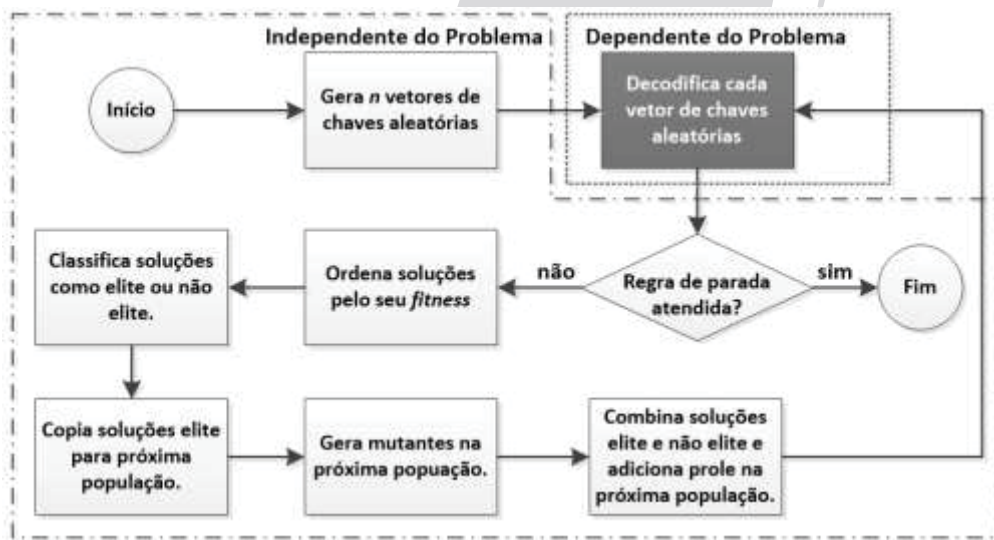 Independente do Problema
Dependente do Problema
Início
Gera n vetores de
chaves aleatórias
Decodifica cada
vetor de chaves
aleatórias
Classifica soluções
como elite ou não
elite.
Ordena soluções
pelo seu fitness
não
Regra de parada
atendida?
sim
Fim
Copia soluções elite
para próxima
população.
Gera mutantes na
próxima popuação.
Combina soluções
elite e não elite e
adiciona prole na
próxima população.